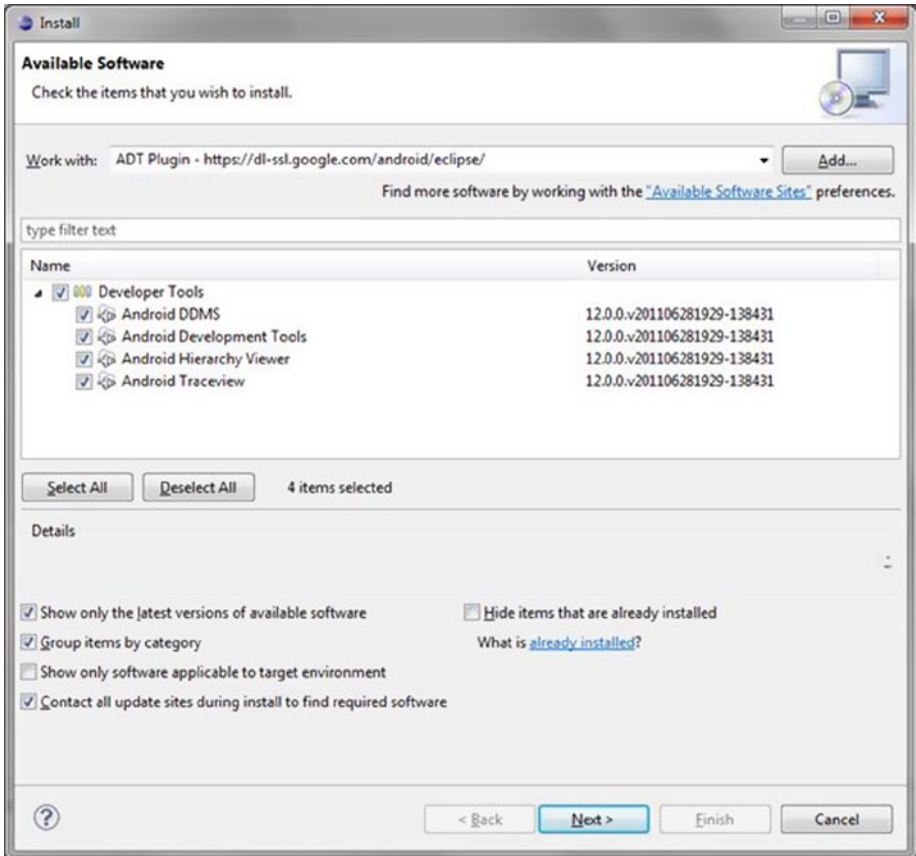 Install
Available Software
Check the items that you wish to install.
Work with: ADT Plugin - https://dl-ssl.google.com/android/eclipse/ Add...
Find more software by working with the "Available Software Sites" preferences.
type filter text
Name Version
Developer Tools
Android DDMS 12.0.0.v201106281929-138431
Android Development Tools 12.0.0.v201106281929-138431
Android Hierarchy Viewer 12.0.0.v201106281929-138431
Android Traceview 12.0.0.v201106281929-138431
Select All Deselect All 4 items selected
Details
Show only the latest versions of available software Hide items that are already installed
Group items by category What is already installed?
Show only software applicable to target environment
Contact all update sites during install to find required software
? < Back Next > Finish Cancel